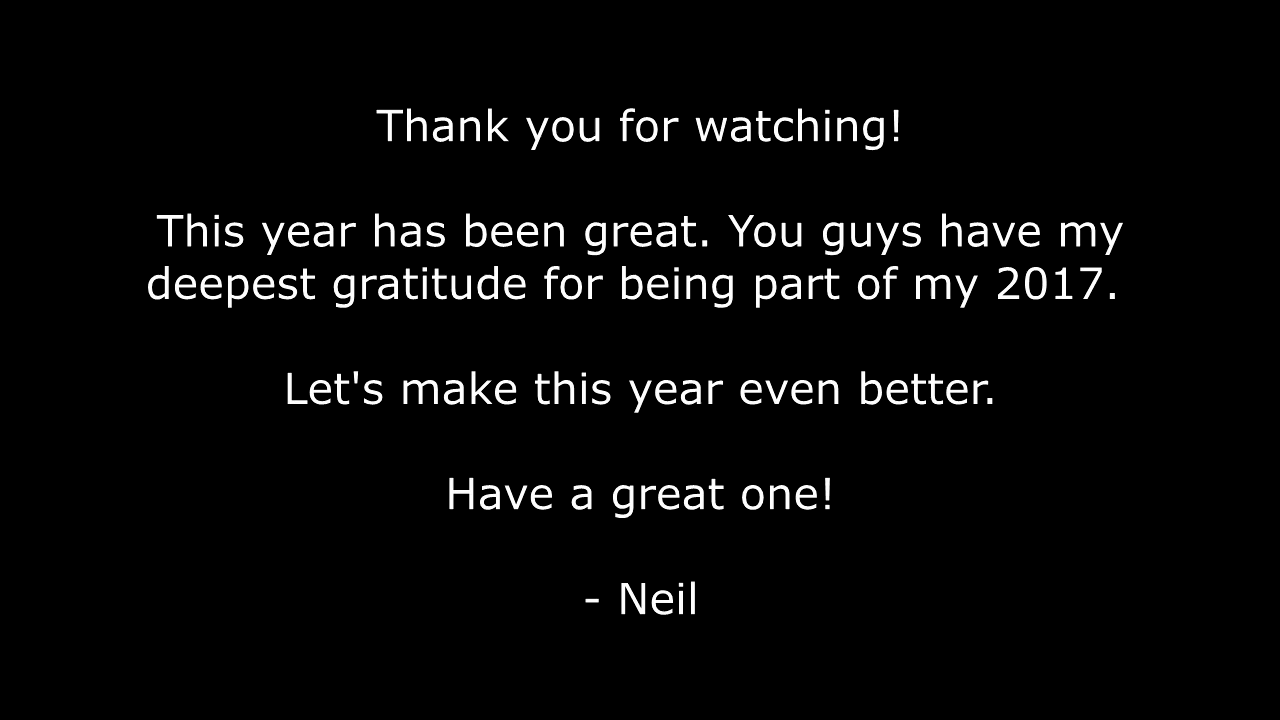 Thank you for watching!
This year has been great. You guys have my
deepest gratitude for being part of my 2017.
Let's make this year even better.
Have a great one!
- Neil